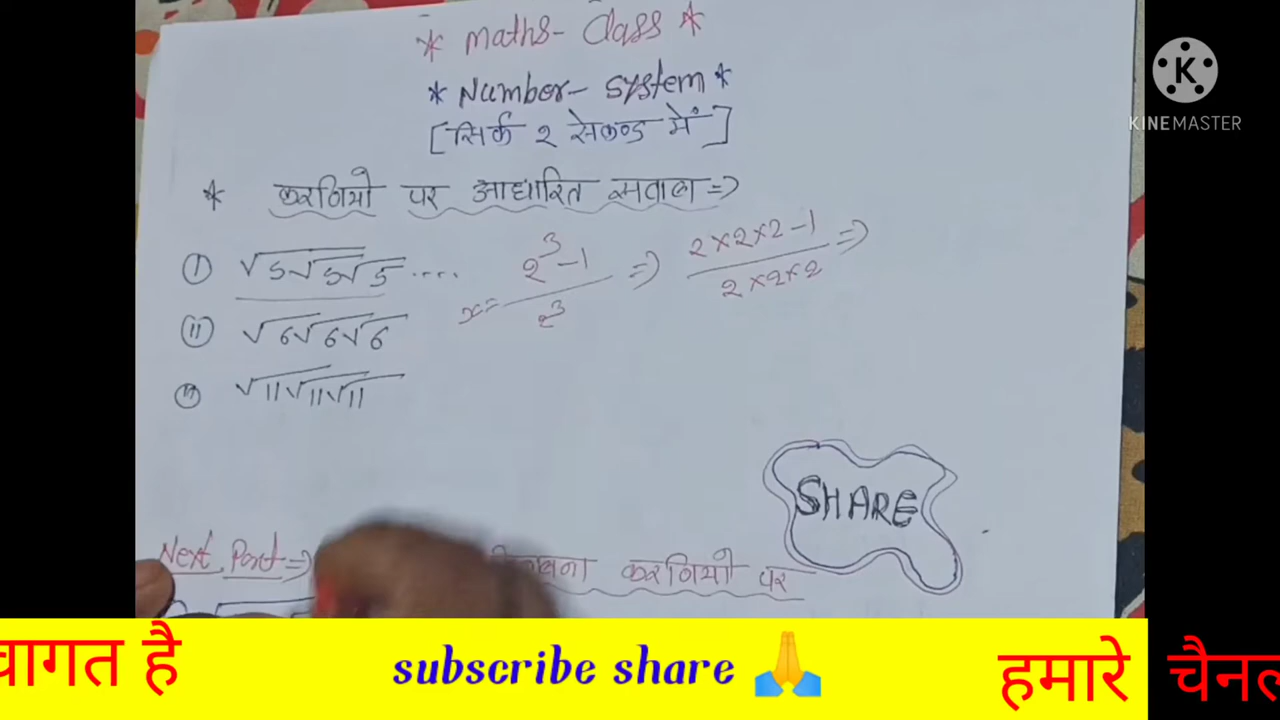 * Maths- Class *
* Number- System *
[सिर्फ 2 सेकण्ड में]
* करणियो पर आधारित सवाल =>
(i) √5√5√5 .... x= 2³-1 / 2³ => 2×2×2-1 / 2×2×2 =>
(ii) √6√6√6
(iii) √11√11√11
SHARE
Next Part =>
करणियो पर
KINEMASTER
subscribe share 🙏
हमारे चैनल